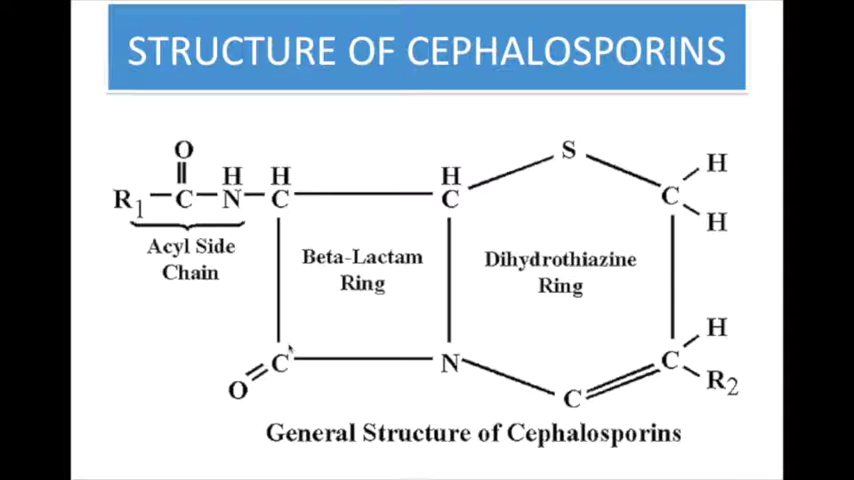 STRUCTURE OF CEPHALOSPORINS
O
H H H S H
R1 C N C C C
H
Acyl Side
Chain
Beta-Lactam
Ring
Dihydrothiazine
Ring
H
O C N C C R2
General Structure of Cephalosporins